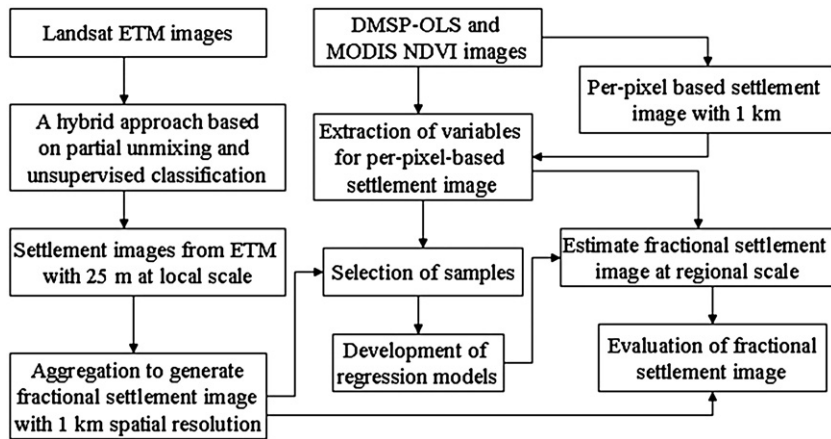 Landsat ETM images
A hybrid approach based
on partial unmixing and
unsupervised classification
Settlement images from ETM
with 25 m at local scale
Aggregation to generate
fractional settlement image
with 1 km spatial resolution
DMSP-OLS and
MODIS NDVI images
Extraction of variables
for per-pixel-based
settlement image
Selection of samples
Development of
regression models
Per-pixel based settlement
image with 1 km
Estimate fractional settlement
image at regional scale
Evaluation of fractional
settlement image